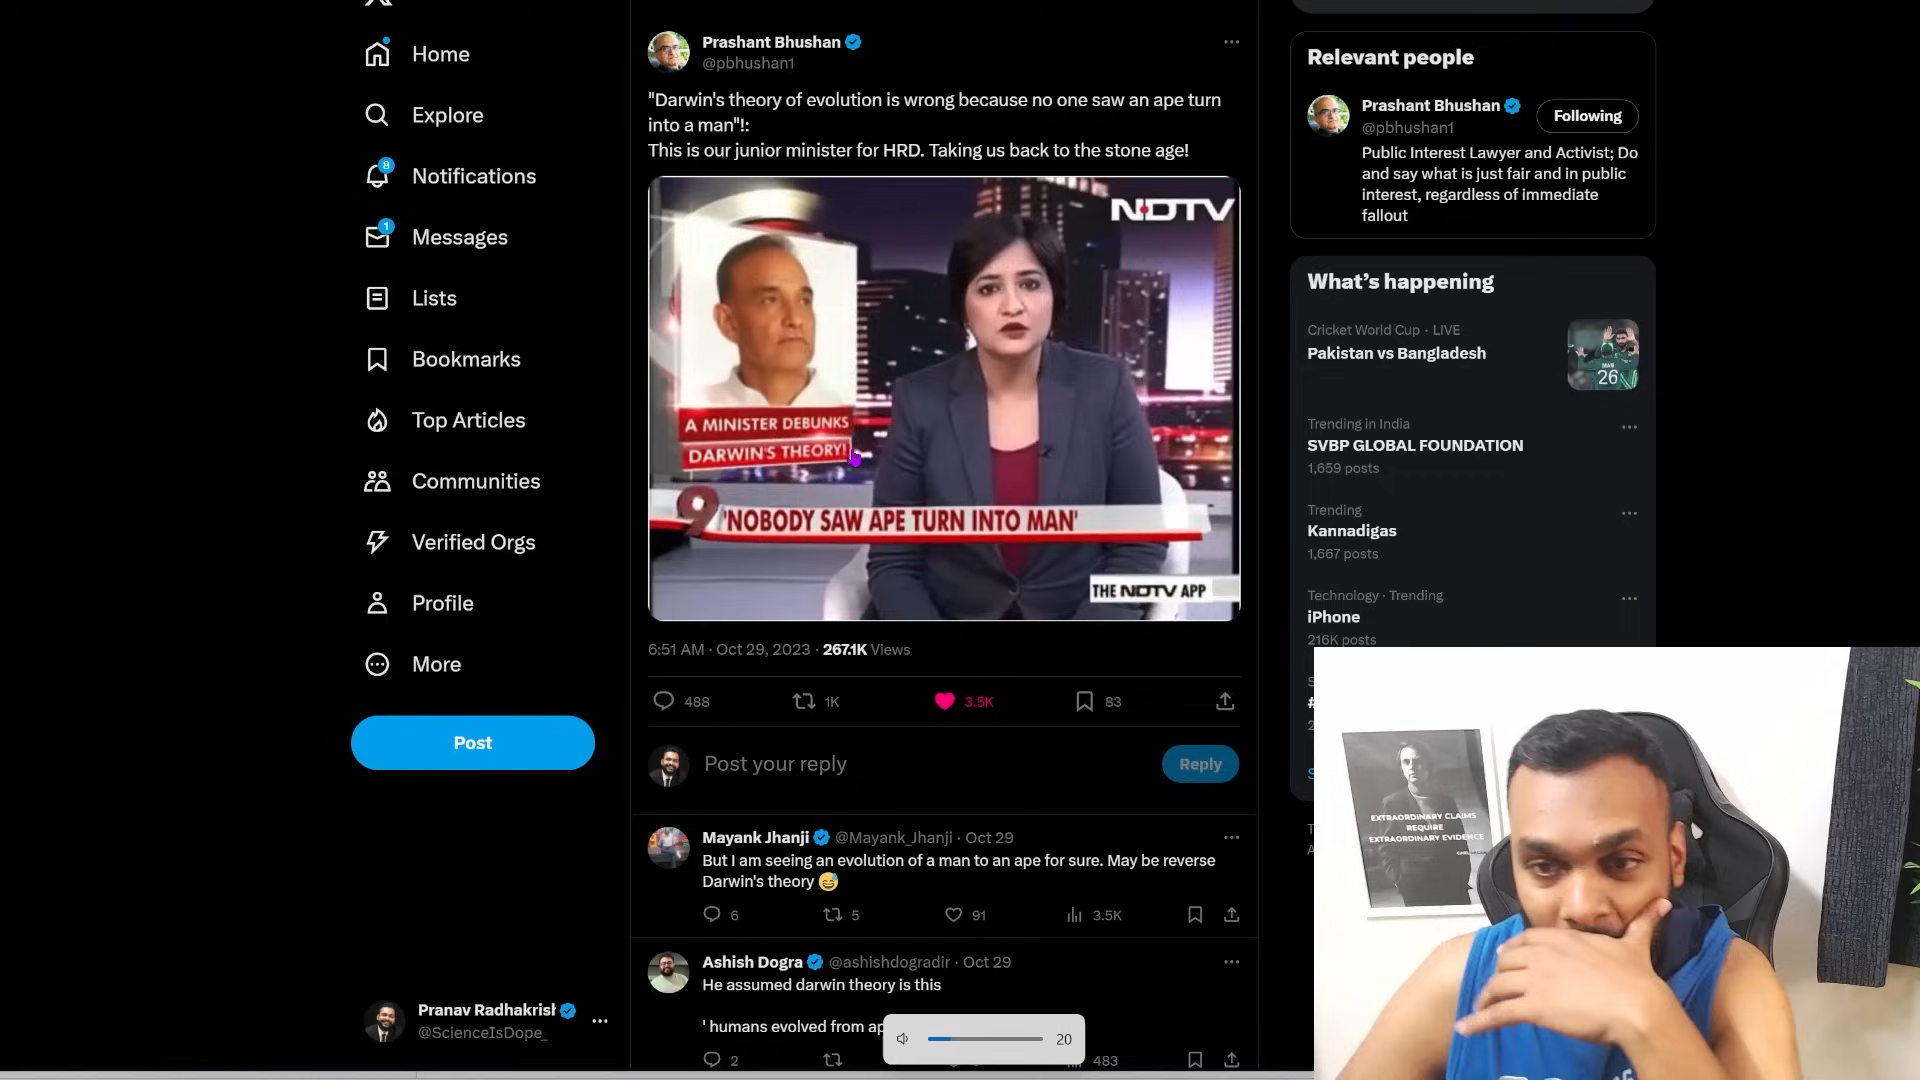 Home
Explore
8
Notifications
1
Messages
Lists
Bookmarks
Top Articles
Communities
Verified Orgs
Profile
More
Post
Pranav Radhakrish
@ScienceIsDope_
Prashant Bhushan
@pbhushan1
"Darwin's theory of evolution is wrong because no one saw an ape turn
into a man"!:
This is our junior minister for HRD. Taking us back to the stone age!
NDTV
A MINISTER DEBUNKS
DARWIN'S THEORY!
9 'NOBODY SAW APE TURN INTO MAN'
THE NDTV APP
6:51 AM · Oct 29, 2023 · 267.1K Views
488 1K 3.5K 83
Post your reply
Reply
Mayank Jhanji @Mayank_Jhanji · Oct 29
But I am seeing an evolution of a man to an ape for sure. May be reverse
Darwin's theory 😅
6 5 91 3.5K
Ashish Dogra @ashishdogradir · Oct 29
He assumed darwin theory is this
' humans evolved from
20
2 483
Relevant people
Prashant Bhushan
@pbhushan1
Following
Public Interest Lawyer and Activist; Do
and say what is just fair and in public
interest, regardless of immediate
fallout
What's happening
Cricket World Cup · LIVE
Pakistan vs Bangladesh
26
Trending in India
SVBP GLOBAL FOUNDATION
1,659 posts
Trending
Kannadigas
1,667 posts
Technology · Trending
iPhone
216K posts
EXTRAORDINARY CLAIMS
REQUIRE
EXTRAORDINARY EVIDENCE